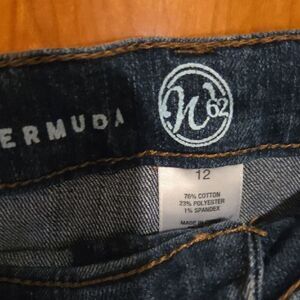 ERMUDA
W62
12
76% COTTON
23% POLYESTER
1% SPANDEX
MADE IN